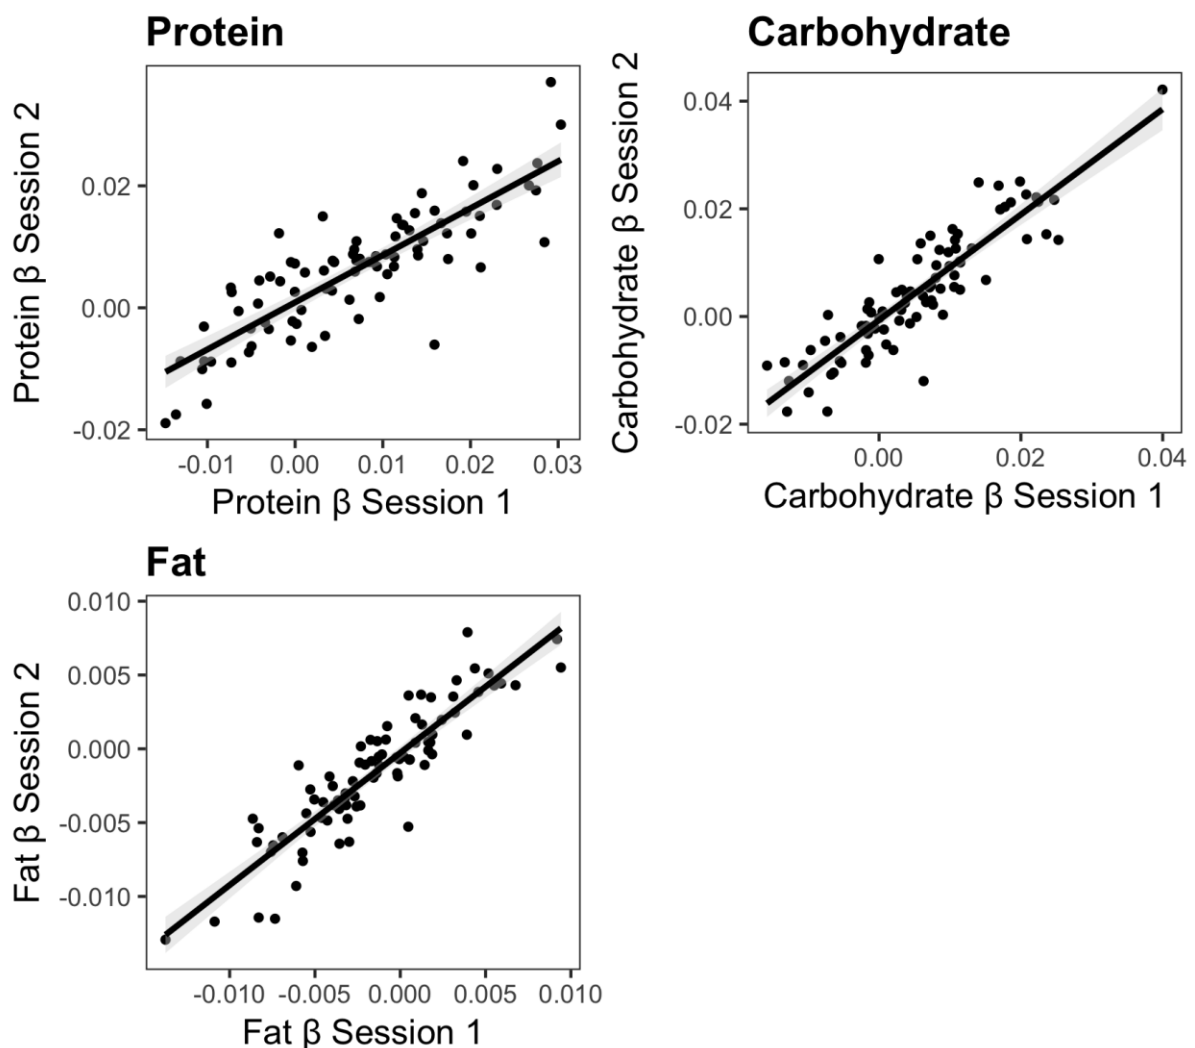 Protein
Protein β Session 2
0.02
0.00
-0.02
-0.01 0.00 0.01 0.02 0.03
Protein β Session 1
Carbohydrate
Carbohydrate β Session 2
0.04
0.02
0.00
-0.02
0.00 0.02 0.04
Carbohydrate β Session 1
Fat
Fat β Session 2
0.010
0.005
0.000
-0.005
-0.010
-0.010 -0.005 0.000 0.005 0.010
Fat β Session 1